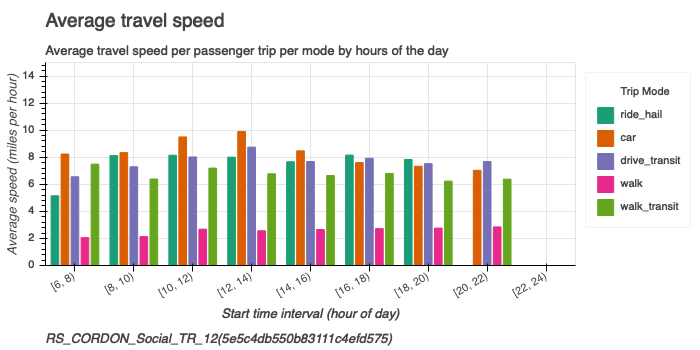 Average travel speed
Average travel speed per passenger trip per mode by hours of the day
Average speed (miles per hour)
14
12
10
8
6
4
2
0
[6, 8)
[8, 10)
[10, 12)
[12, 14)
[14, 16)
[16, 18)
[18, 20)
[20, 22)
[22, 24)
Start time interval (hour of day)
Trip Mode
ride_hail
car
drive_transit
walk
walk_transit
RS_CORDON_Social_TR_12(5e5c4db550b83111c4efd575)